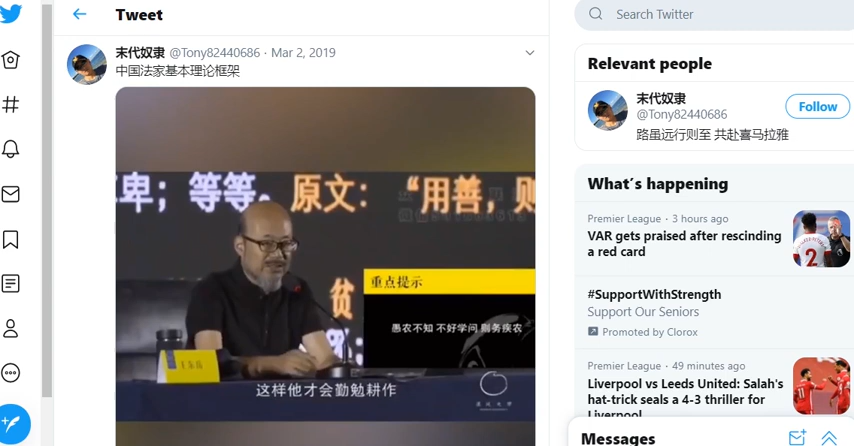 Tweet
Search Twitter
末代奴隶 @Tony82440686 · Mar 2, 2019
中国法家基本理论框架
卑；等等。原文：“用善，则
贫
重点提示
愚农不知 不好学问 则务疾农
这样他才会勤勉耕作
Relevant people
末代奴隶
@Tony82440686
Follow
路虽远行则至 共赴喜马拉雅
What's happening
Premier League · 3 hours ago
VAR gets praised after rescinding
a red card
2
#SupportWithStrength
Support Our Seniors
Promoted by Clorox
Premier League · 49 minutes ago
Liverpool vs Leeds United: Salah's
hat-trick seals a 4-3 thriller for
Liverpool
11
Messages